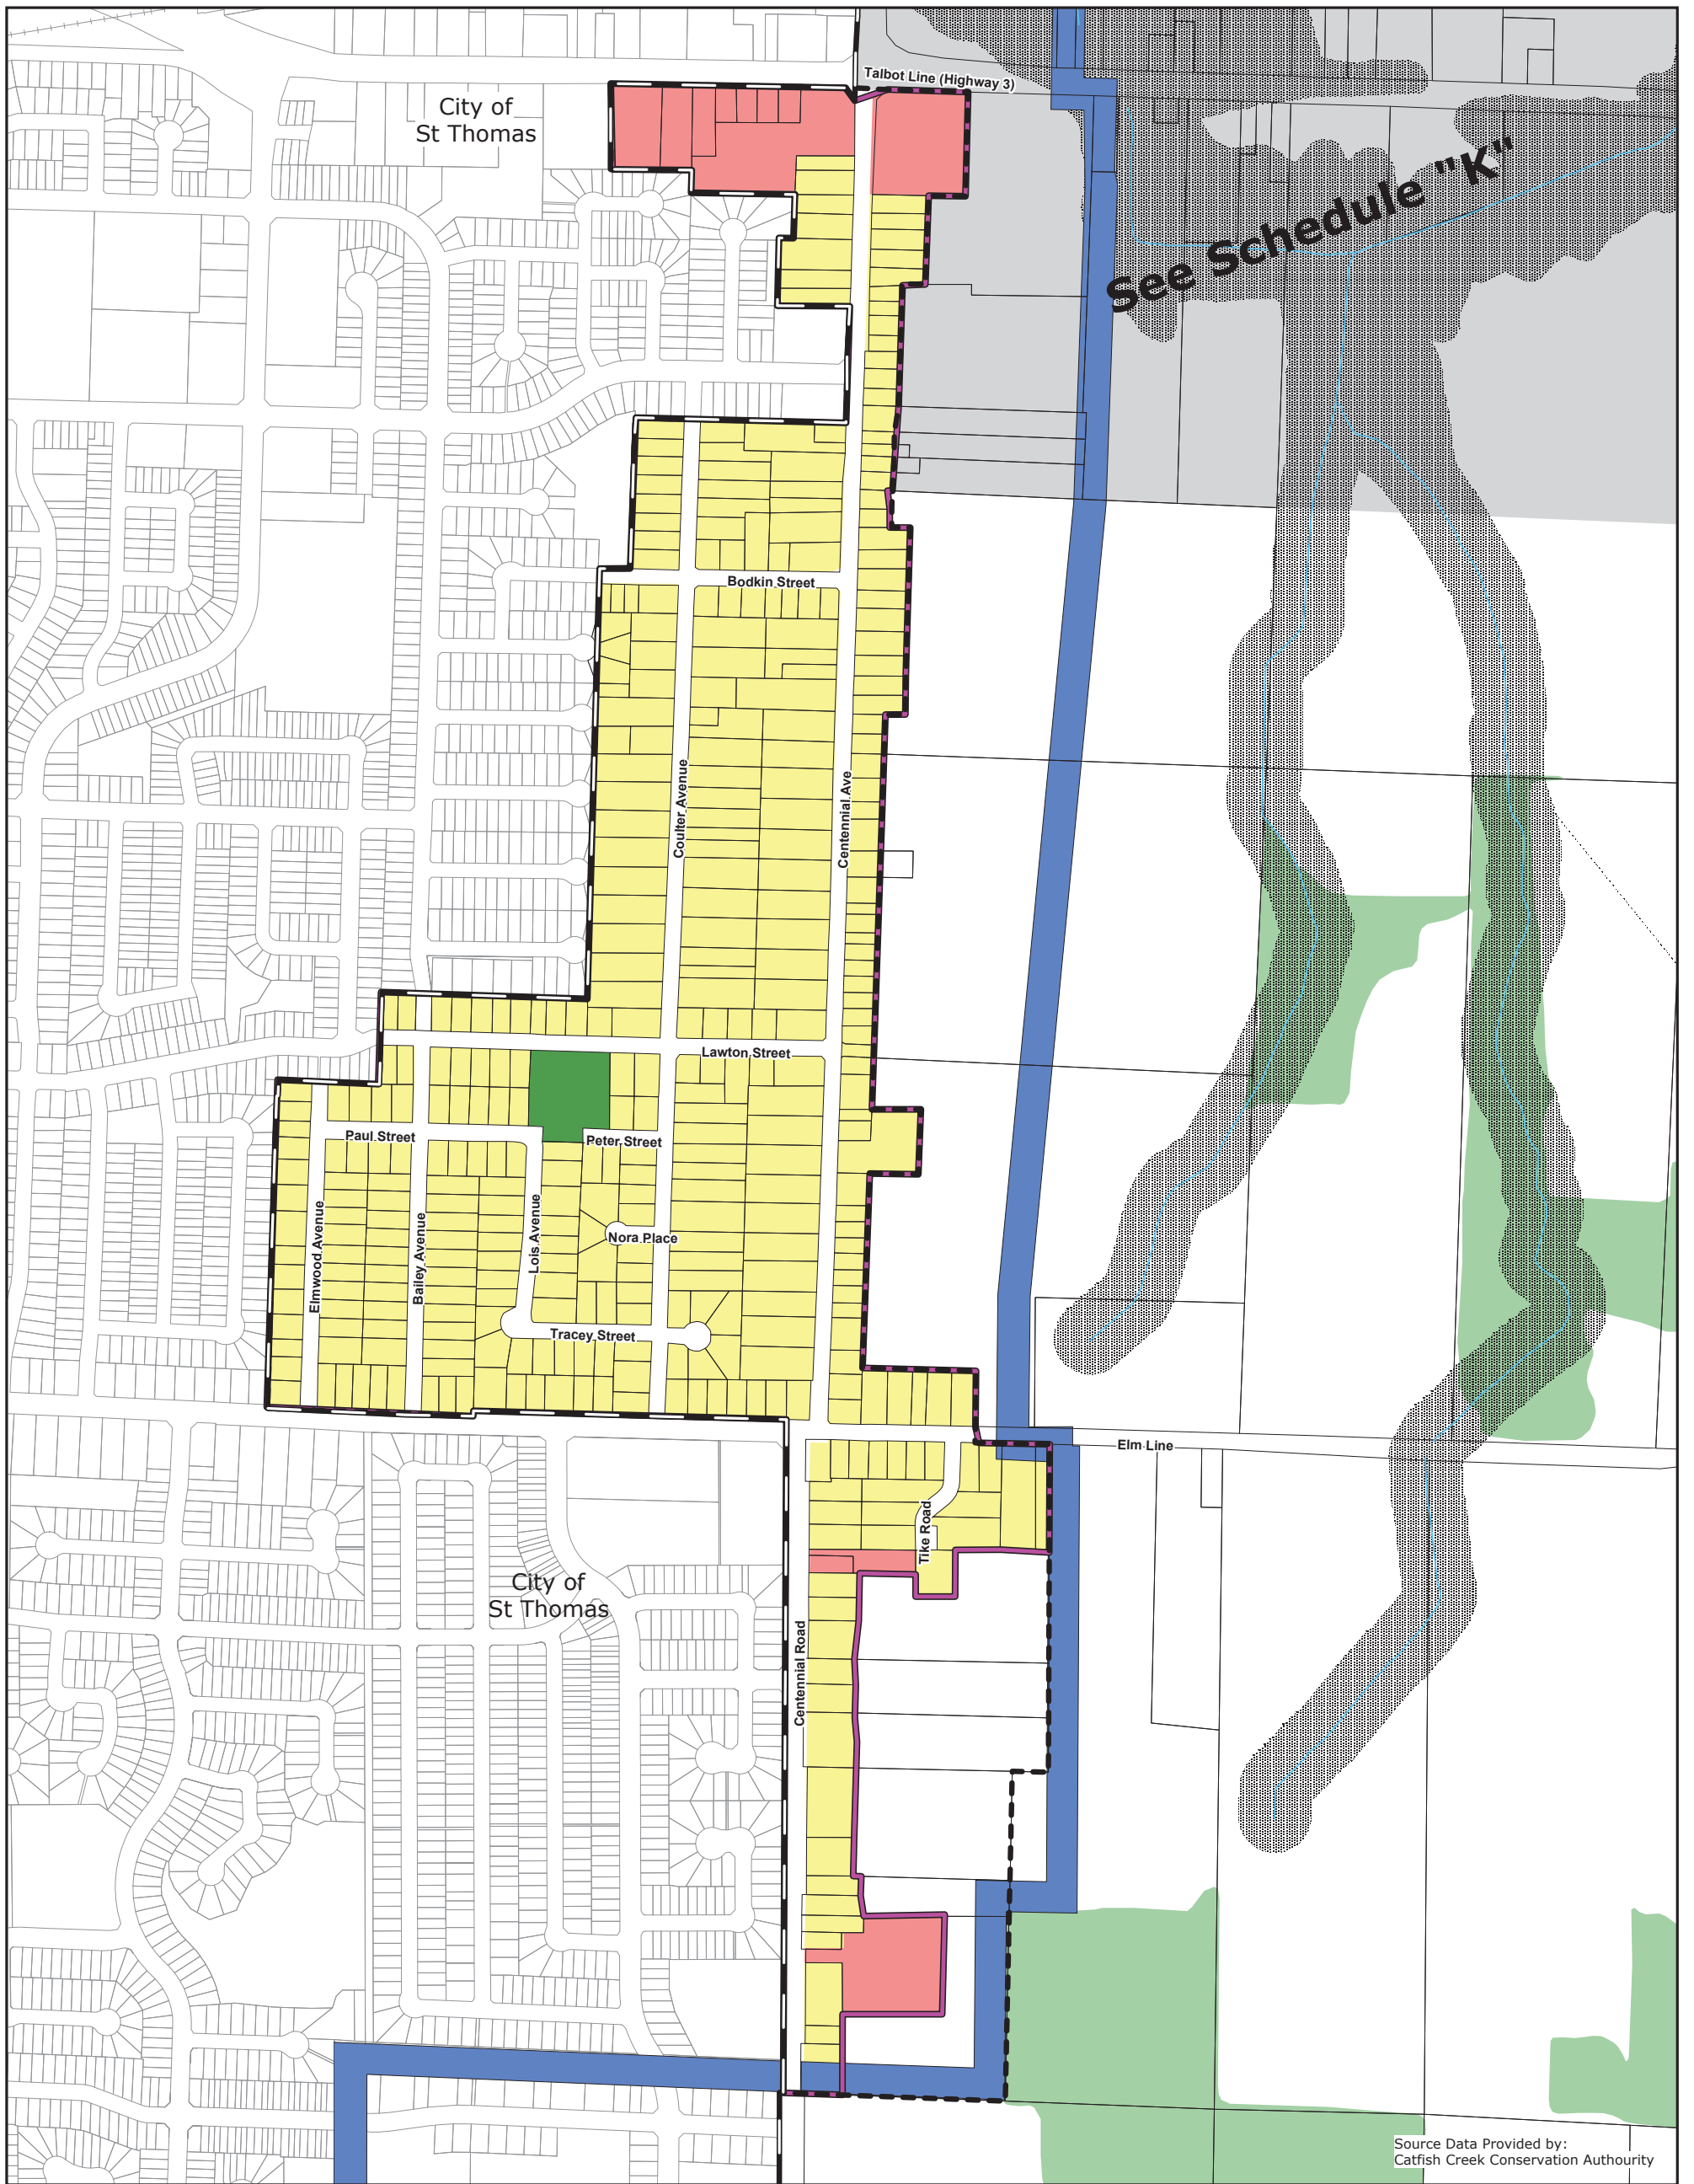 Talbot Line (Highway 3)
City of
St Thomas
See Schedule "K"
Bodkin Street
Coulter Avenue
Centennial Ave
Lawton Street
Paul Street
Peter Street
Elmwood Avenue
Bailey Avenue
Lois Avenue
Nora Place
Tracey Street
Elm Line
Tike Road
City of
St Thomas
Centennial Road
Source Data Provided by:
Catfish Creek Conservation Authourity